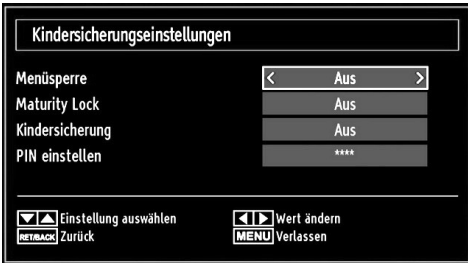 Kindersicherungseinstellungen
Menüsperre < Aus >
Maturity Lock Aus
Kindersicherung Aus
PIN einstellen ****
▼▲ Einstellung auswählen ◀▶ Wert ändern
RET/BACK Zurück MENU Verlassen